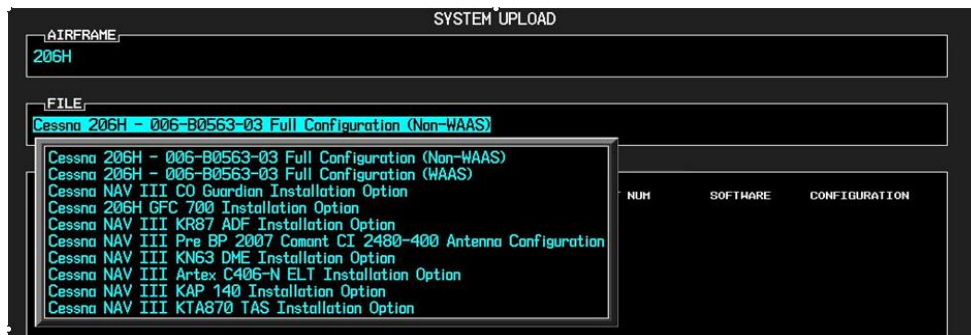 SYSTEM UPLOAD
AIRFRAME
206H
FILE
Cessna 206H - 006-B0563-03 Full Configuration (Non-WAAS)
Cessna 206H - 006-B0563-03 Full Configuration (Non-WAAS)
Cessna 206H - 006-B0563-03 Full Configuration (WAAS)
Cessna NAV III CO Guardian Installation Option
Cessna 206H GFC 700 Installation Option
Cessna NAV III KR87 ADF Installation Option
Cessna NAV III Pre BP 2007 Comant CI 2480-400 Antenna Configuration
Cessna NAV III KN63 DME Installation Option
Cessna NAV III Artex C406-N ELT Installation Option
Cessna NAV III KAP 140 Installation Option
Cessna NAV III KTA870 TAS Installation Option
NUM SOFTWARE CONFIGURATION